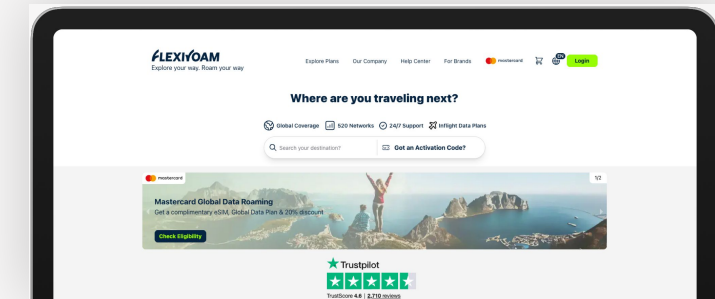 FLEXIROAM
Explore your way. Roam your way
Explore Plans Our Company Help Center For Brands mastercard EN Login
Where are you traveling next?
Global Coverage 520 Networks 24/7 Support Inflight Data Plans
Search your destination? Got an Activation Code?
mastercard 1/2
Mastercard Global Data Roaming
Get a complimentary eSIM, Global Data Plan & 20% discount
Check Eligibility
Trustpilot
TrustScore 4.6 | 2,710 reviews